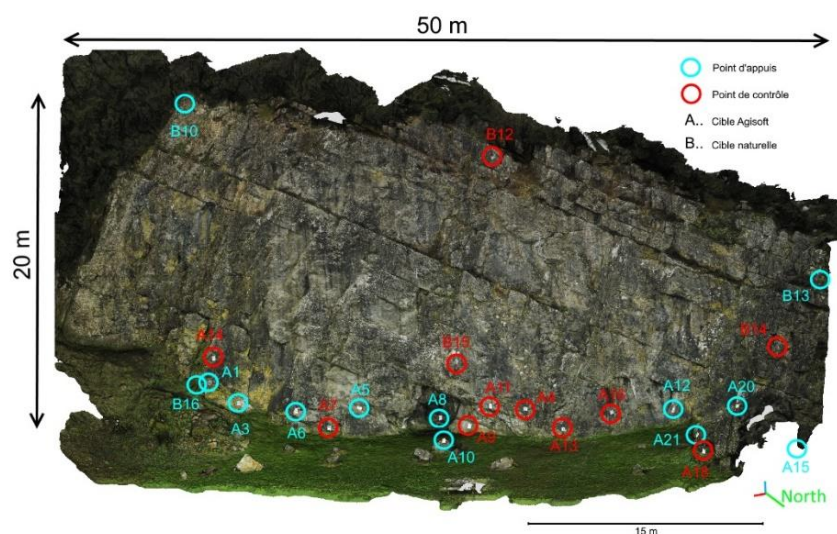 50 m
20 m
Point d'appuis
Point de contrôle
A.. Cible Agisoft
B.. Cible naturelle
B10
B12
B13
B14
B15
A1
B16
A3
A6
A7
A5
A8
A9
A10
A11
A13
A12
A20
A21
A18
A15
North
15 m